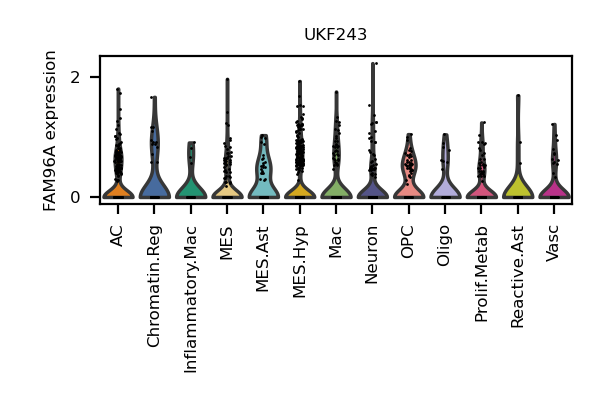 UKF243
FAM96A expression
2
0
AC
Chromatin.Reg
Inflammatory.Mac
MES
MES.Ast
MES.Hyp
Mac
Neuron
OPC
Oligo
Prolif.Metab
Reactive.Ast
Vasc